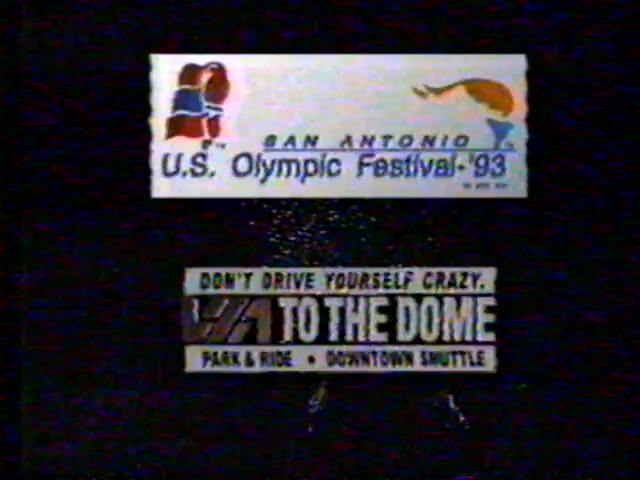 SAN ANTONIO
U.S. Olympic Festival-'93
DON'T DRIVE YOURSELF CRAZY.
VIA TO THE DOME
PARK & RIDE • DOWNTOWN SHUTTLE